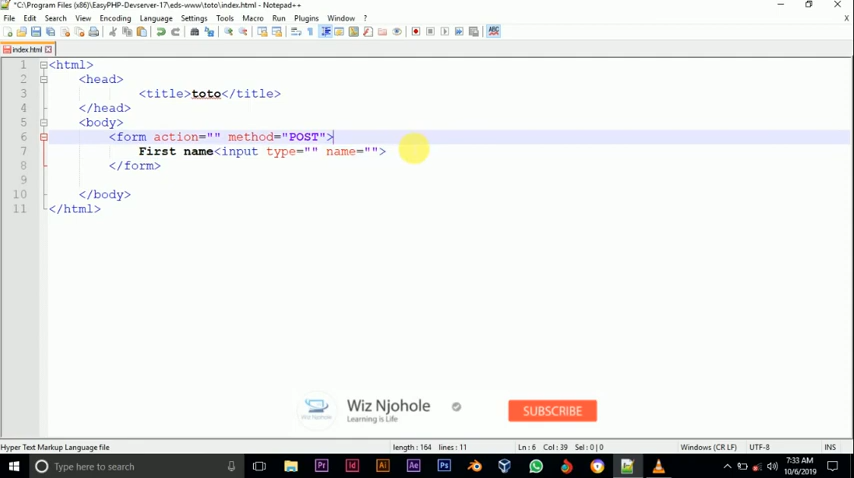 *C:\Program Files (x86)\EasyPHP-Devserver-17\eds-www\toto\index.html - Notepad++
File Edit Search View Encoding Language Settings Tools Macro Run Plugins Window ?
X
index.html
1 <html>
2 <head>
3 <title>toto</title>
4 </head>
5 <body>
6 <form action="" method="POST">
7 First name<input type="" name="">
8 </form>
9
10 </body>
11 </html>
Wiz Njohole
Learning is Life
SUBSCRIBE
Hyper Text Markup Language file length : 164 lines : 11 Ln : 6 Col : 39 Sel : 0 | 0 Windows (CR LF) UTF-8 INS
Type here to search
7:33 AM
10/6/2019